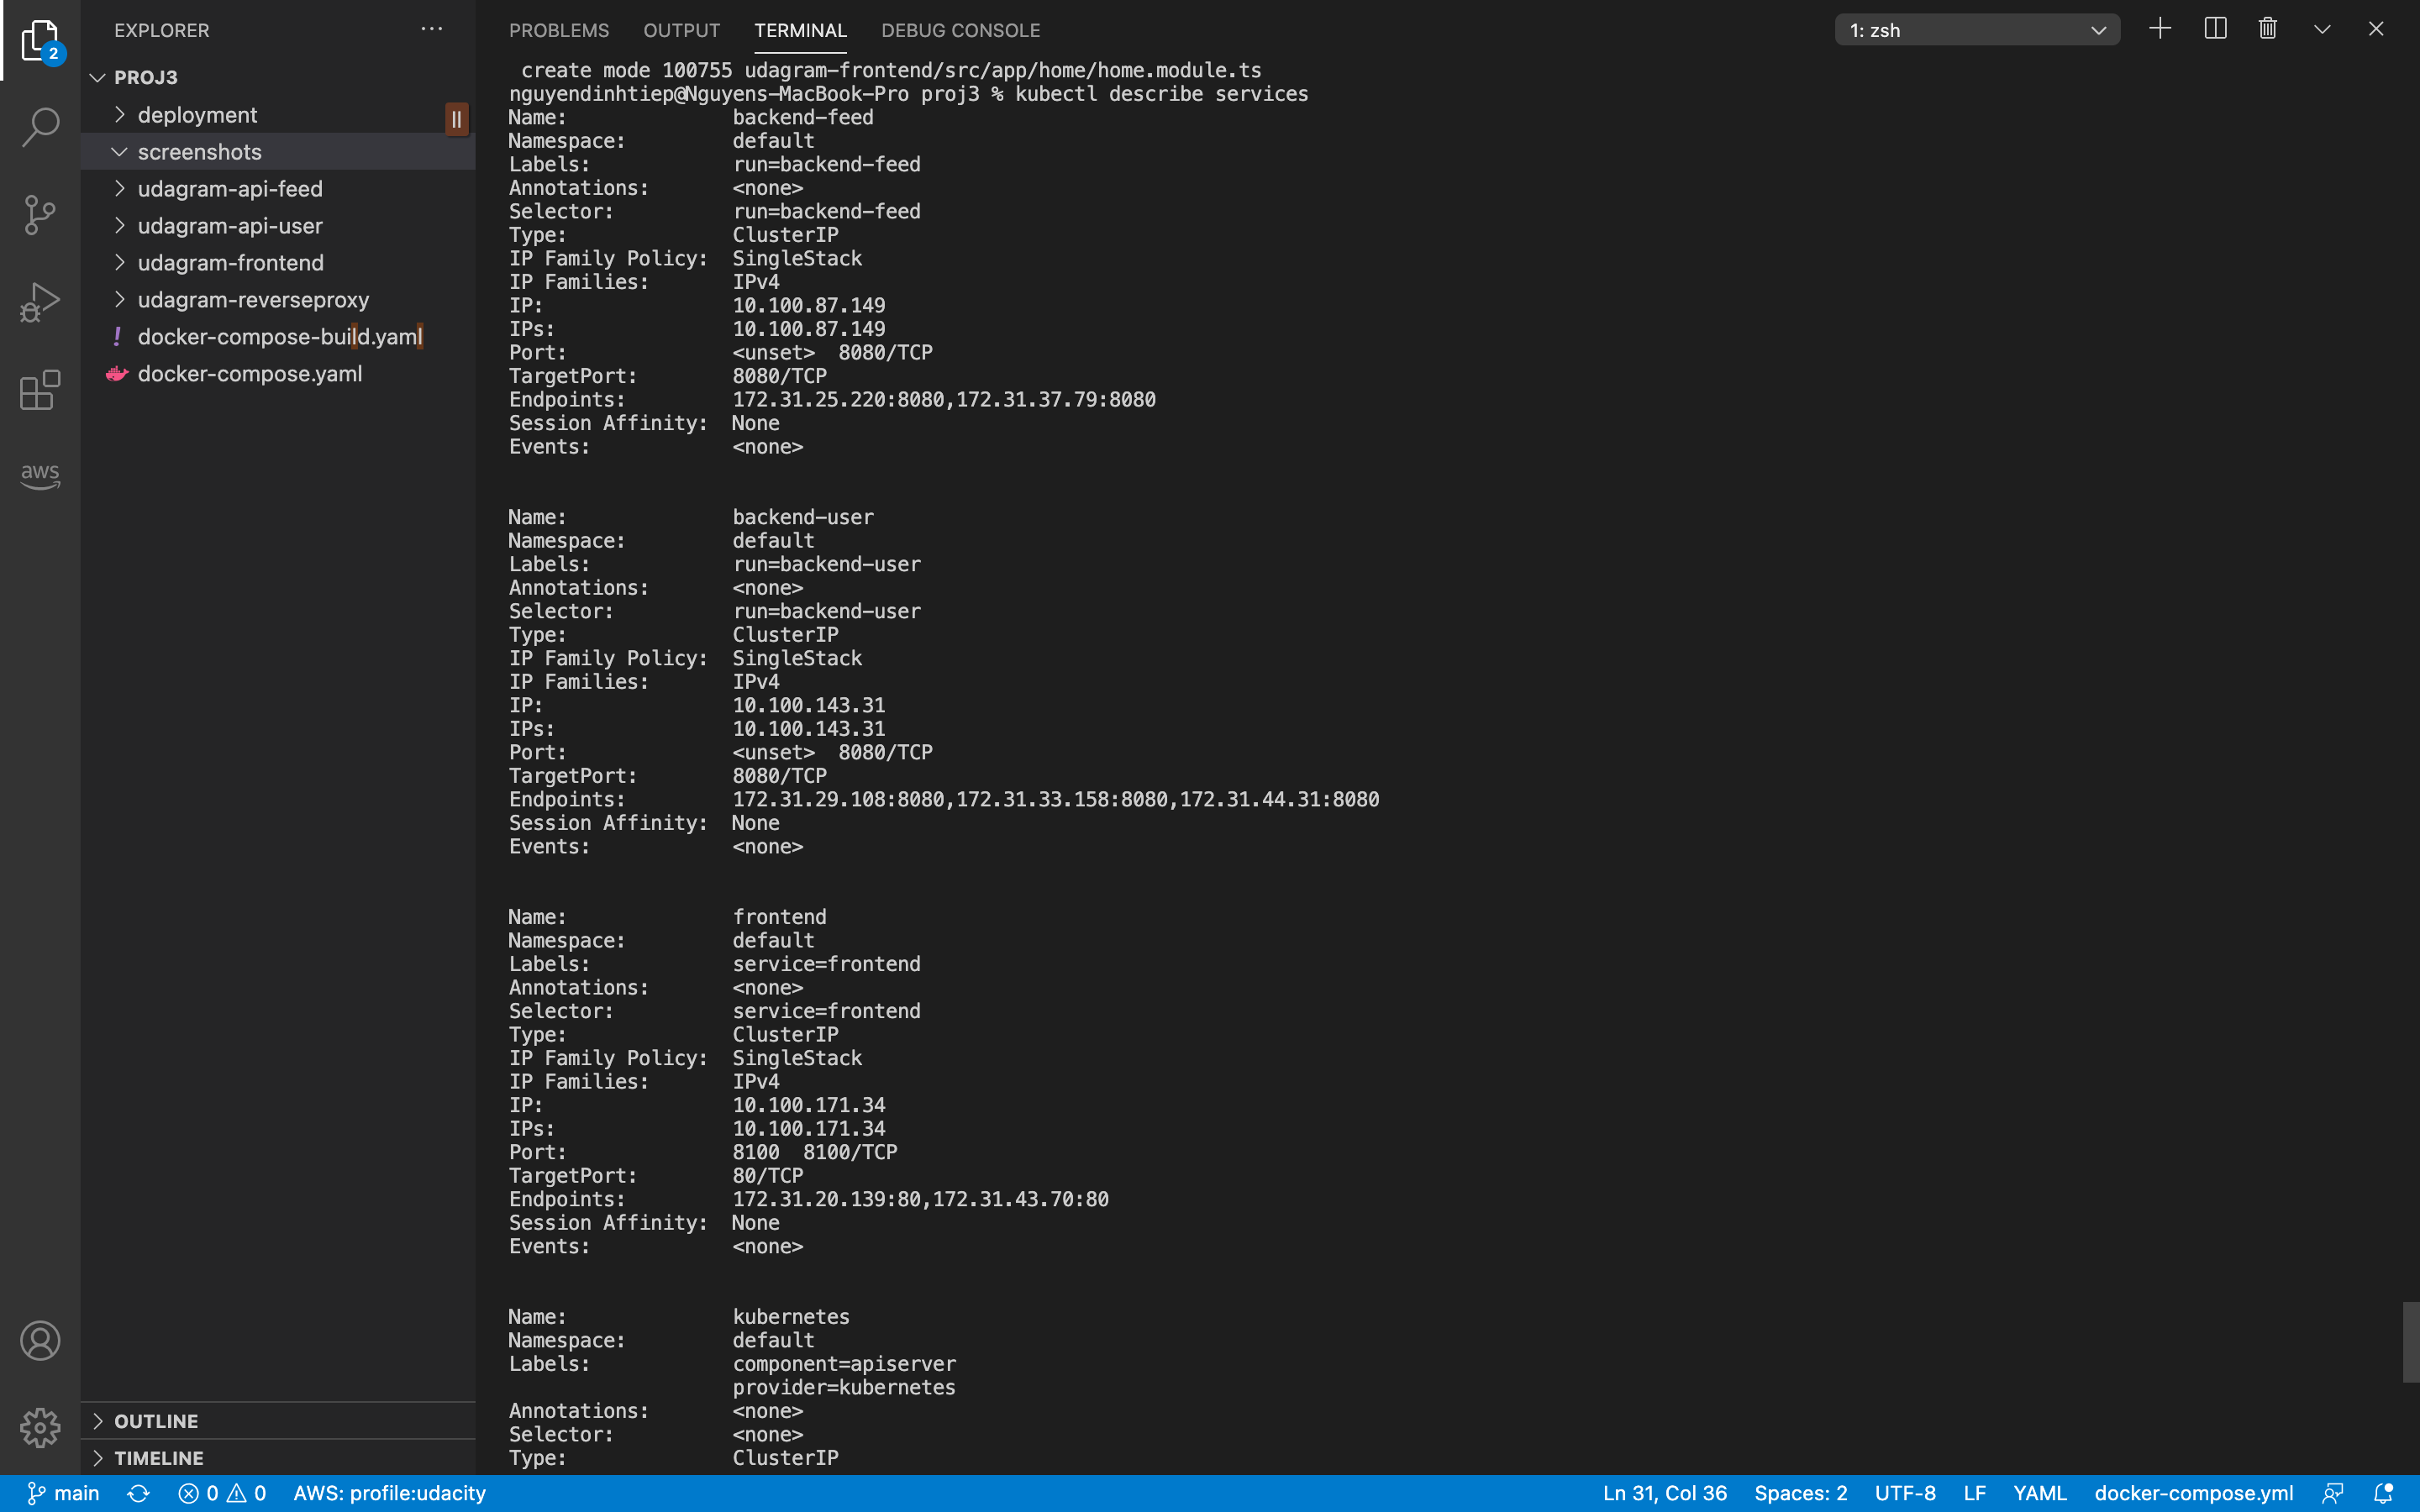 EXPLORER
PROJ3
deployment
screenshots
udagram-api-feed
udagram-api-user
udagram-frontend
udagram-reverseproxy
docker-compose-build.yaml
docker-compose.yaml
OUTLINE
TIMELINE
2
aws
PROBLEMS OUTPUT TERMINAL DEBUG CONSOLE 1: zsh
create mode 100755 udagram-frontend/src/app/home/home.module.ts
nguyendinhtiep@Nguyens-MacBook-Pro proj3 % kubectl describe services
Name: backend-feed
Namespace: default
Labels: run=backend-feed
Annotations: <none>
Selector: run=backend-feed
Type: ClusterIP
IP Family Policy: SingleStack
IP Families: IPv4
IP: 10.100.87.149
IPs: 10.100.87.149
Port: <unset> 8080/TCP
TargetPort: 8080/TCP
Endpoints: 172.31.25.220:8080,172.31.37.79:8080
Session Affinity: None
Events: <none>
Name: backend-user
Namespace: default
Labels: run=backend-user
Annotations: <none>
Selector: run=backend-user
Type: ClusterIP
IP Family Policy: SingleStack
IP Families: IPv4
IP: 10.100.143.31
IPs: 10.100.143.31
Port: <unset> 8080/TCP
TargetPort: 8080/TCP
Endpoints: 172.31.29.108:8080,172.31.33.158:8080,172.31.44.31:8080
Session Affinity: None
Events: <none>
Name: frontend
Namespace: default
Labels: service=frontend
Annotations: <none>
Selector: service=frontend
Type: ClusterIP
IP Family Policy: SingleStack
IP Families: IPv4
IP: 10.100.171.34
IPs: 10.100.171.34
Port: 8100 8100/TCP
TargetPort: 80/TCP
Endpoints: 172.31.20.139:80,172.31.43.70:80
Session Affinity: None
Events: <none>
Name: kubernetes
Namespace: default
Labels: component=apiserver
provider=kubernetes
Annotations: <none>
Selector: <none>
Type: ClusterIP
main 0 0 AWS: profile:udacity Ln 31, Col 36 Spaces: 2 UTF-8 LF YAML docker-compose.yml